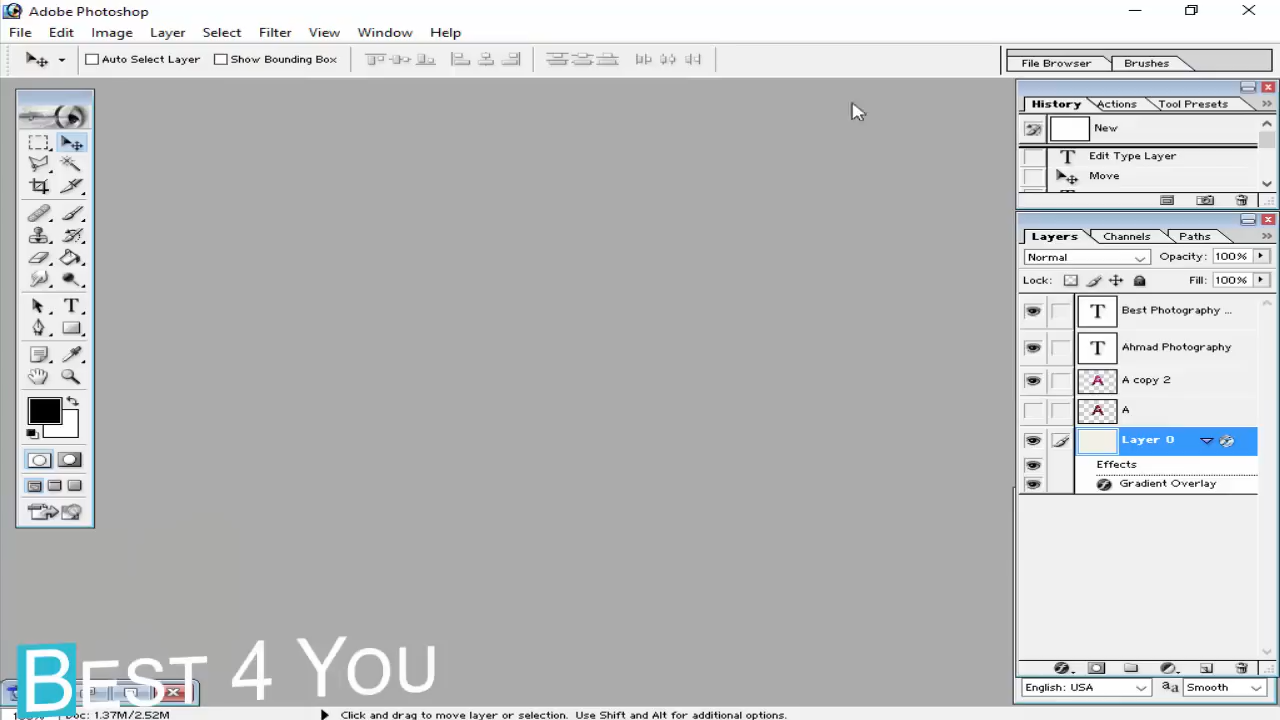 Adobe Photoshop
File Edit Image Layer Select Filter View Window Help
Auto Select Layer Show Bounding Box
File Browser Brushes
History Actions Tool Presets
New
Edit Type Layer
Move
Layers Channels Paths
Normal Opacity: 100%
Lock: Fill: 100%
T Best Photography ...
T Ahmad Photography
A copy 2
A
Layer 0
Effects
Gradient Overlay
English: USA aa Smooth
BEST 4 YOU
Doc: 1.37M/2.52M
Click and drag to move layer or selection. Use Shift and Alt for additional options.